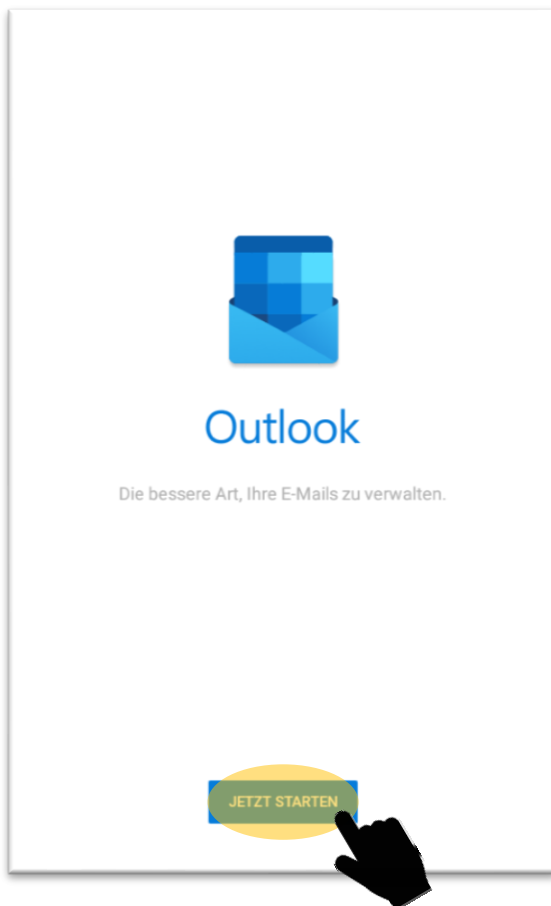 Outlook
Die bessere Art, Ihre E-Mails zu verwalten.
JETZT STARTEN